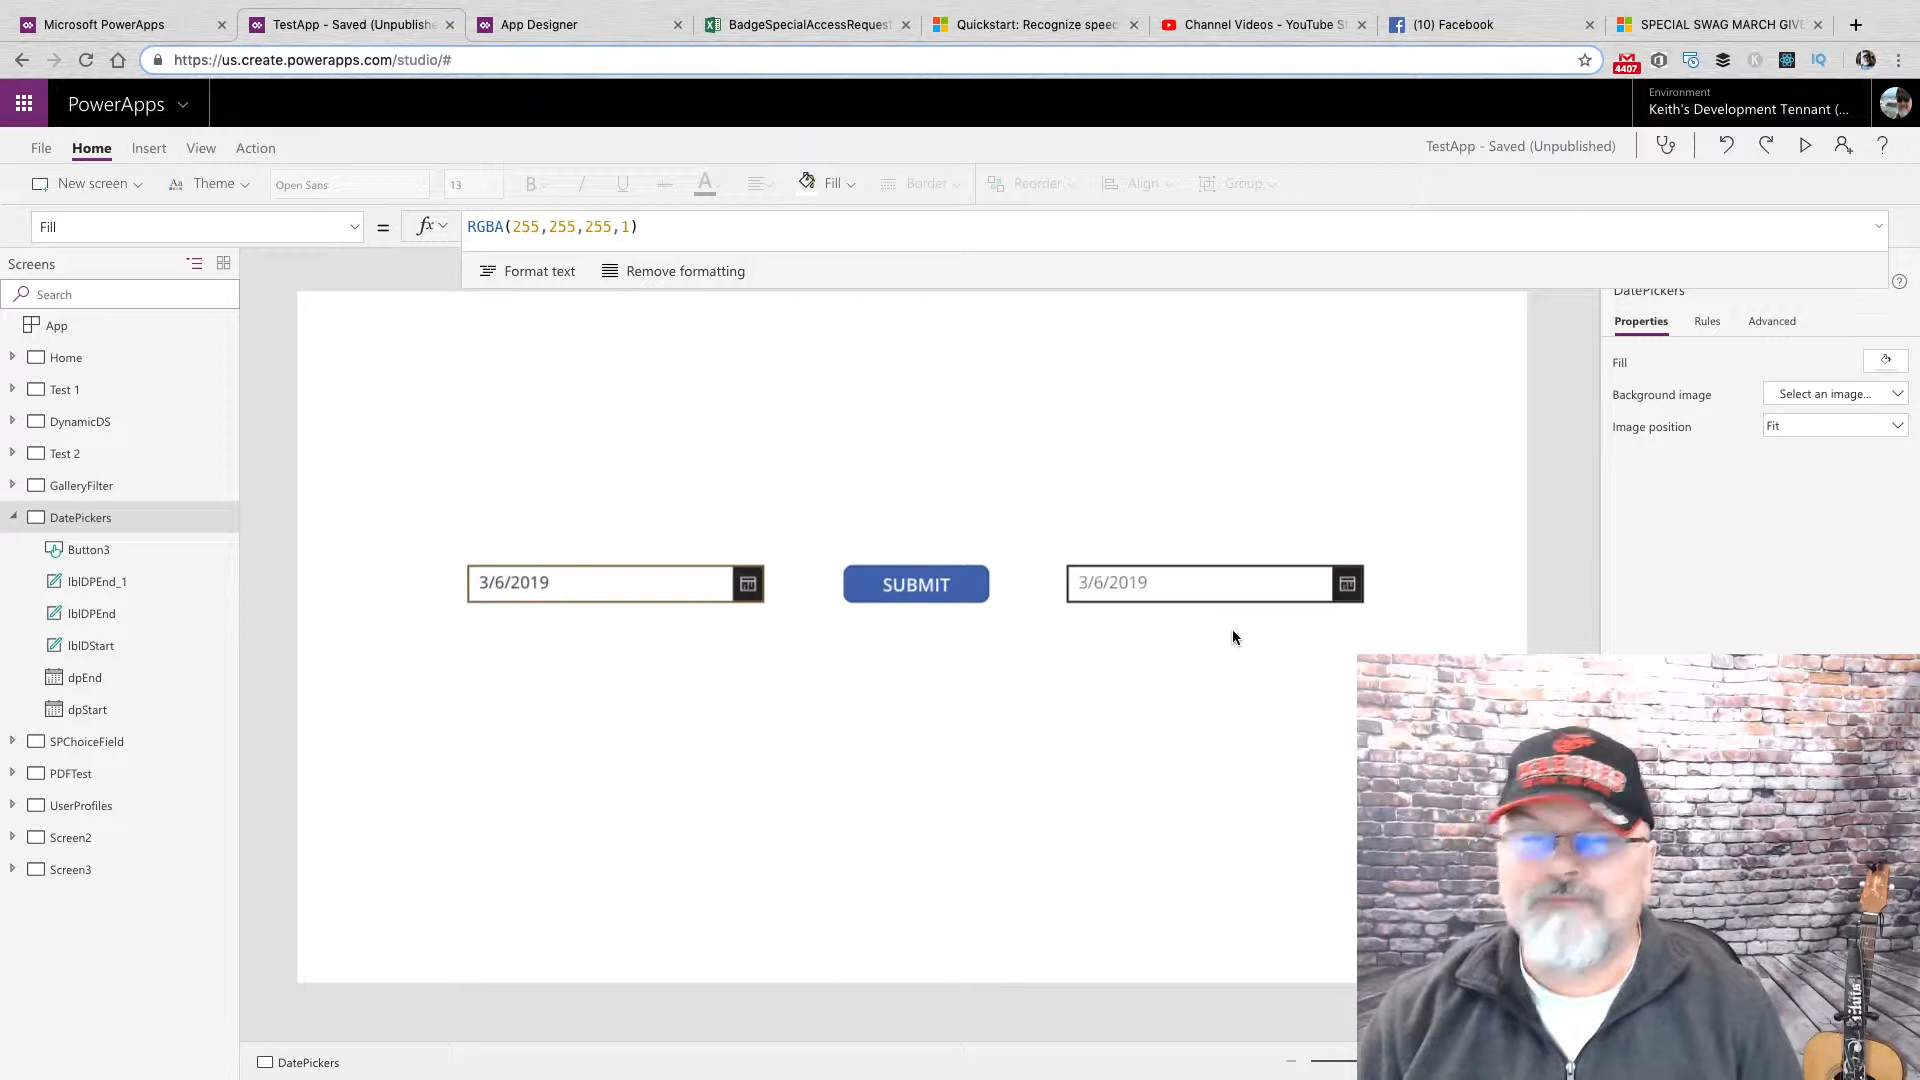 Microsoft PowerApps
TestApp - Saved (Unpublishe
App Designer
BadgeSpecialAccessReques
Quickstart: Recognize speec
Channel Videos - YouTube S
(10) Facebook
SPECIAL SWAG MARCH GIVE
https://us.create.powerapps.com/studio/#
4407
IQ
PowerApps
Environment
Keith's Development Tennant (...
File
Home
Insert
View
Action
TestApp - Saved (Unpublished)
New screen
Theme
Open Sans
13
B
Fill
Border
Reorder
Align
Group
Fill
=
fx
RGBA(255,255,255,1)
Format text
Remove formatting
Screens
Search
App
Home
Test 1
DynamicDS
Test 2
GalleryFilter
DatePickers
Button3
lblDPEnd_1
lblDPEnd
lblDStart
dpEnd
dpStart
SPChoiceField
PDFTest
UserProfiles
Screen2
Screen3
3/6/2019
SUBMIT
3/6/2019
DatePickers
Properties
Rules
Advanced
Fill
Background image
Select an image...
Image position
Fit
DatePickers